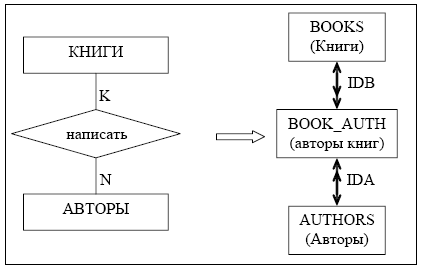 КНИГИ
K
написать
N
АВТОРЫ
BOOKS
(Книги)
IDB
BOOK_AUTH
(авторы книг)
IDA
AUTHORS
(Авторы)